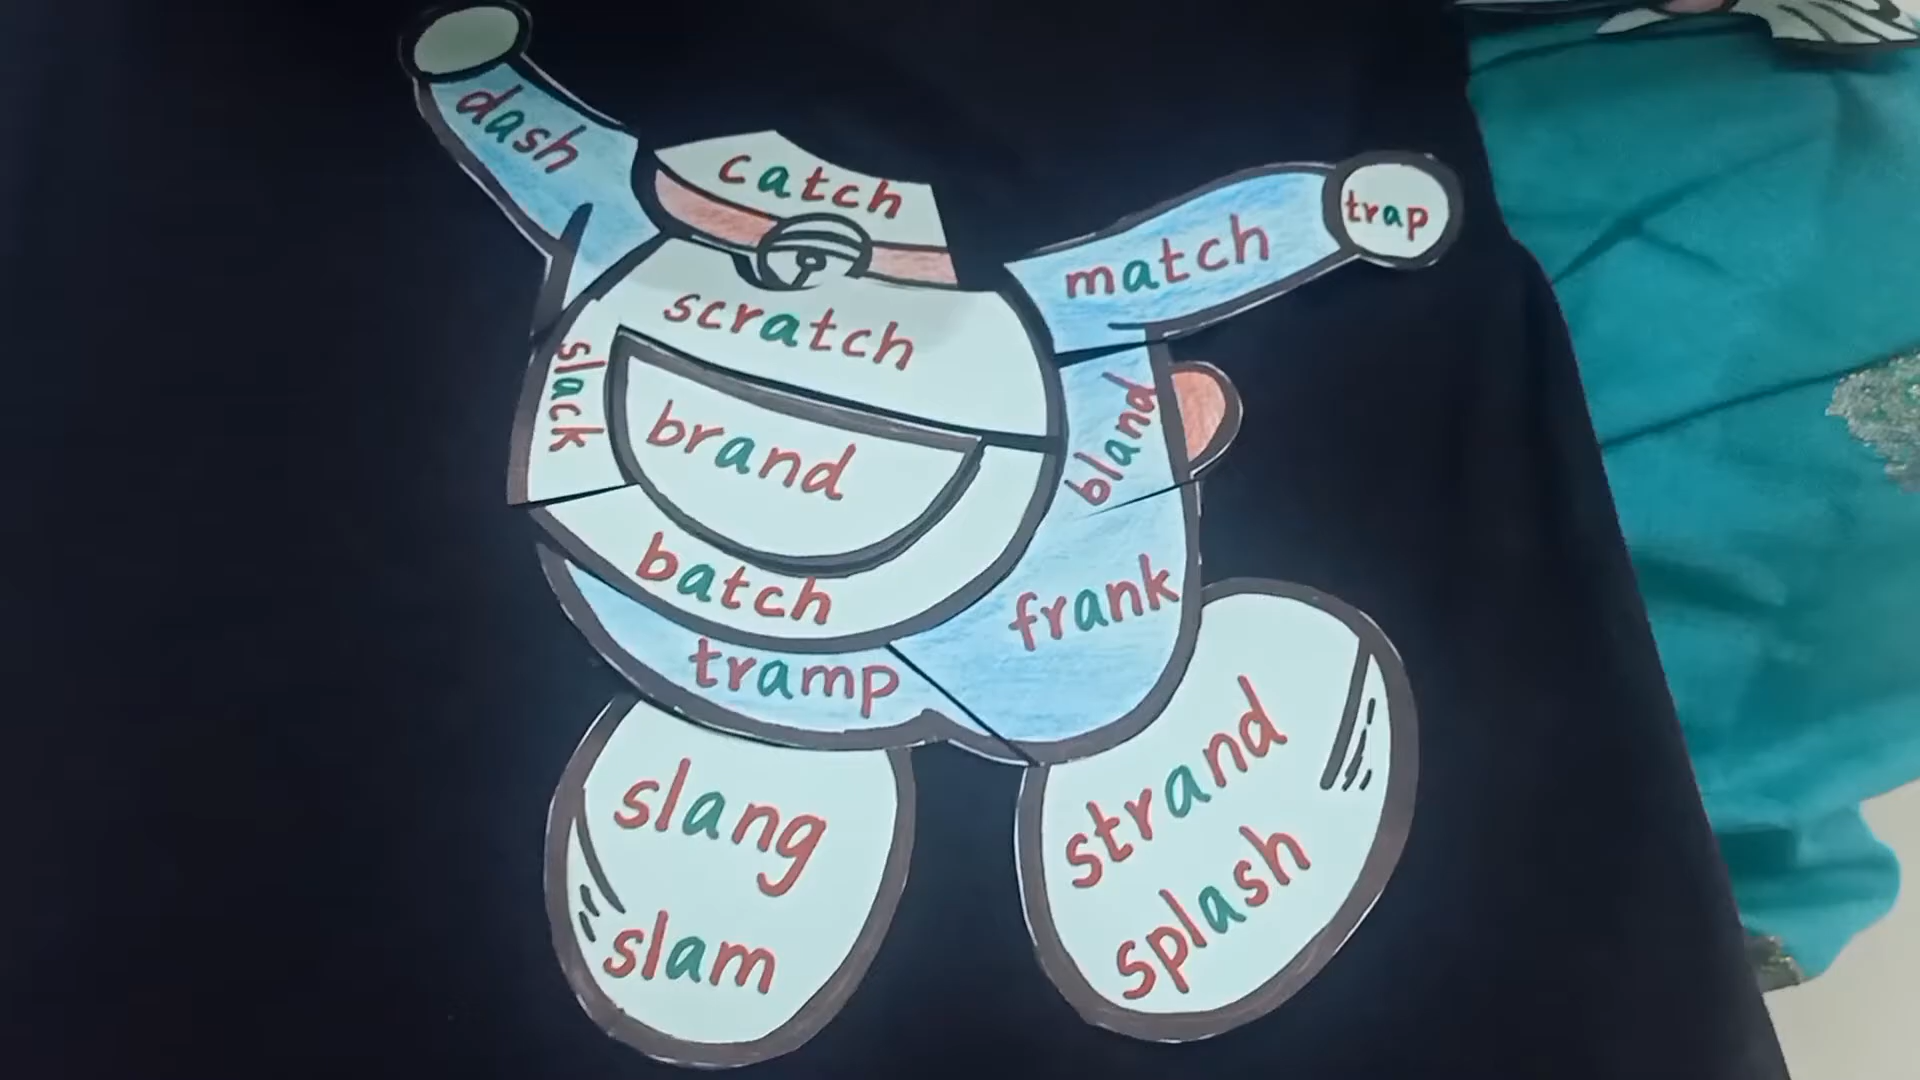 dash
catch
trap
match
scratch
slack
bland
brand
batch
frank
tramp
slang
slam
strand
splash